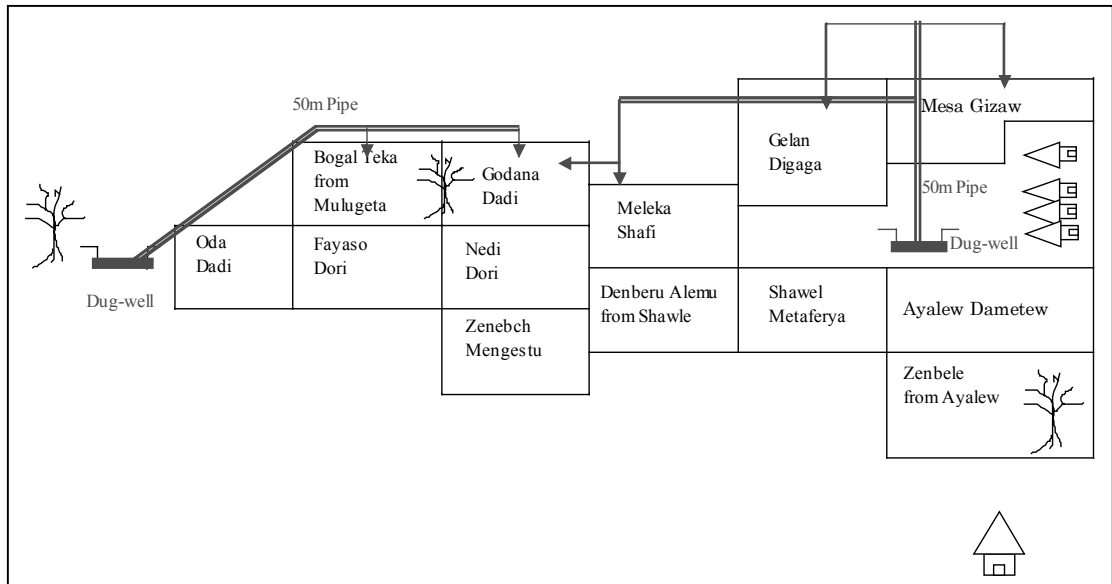 50m Pipe
Mesa Gizaw
Gelan
Digaga
Bogal Teka
from
Mulugeta
Godana
Dadi
50m Pipe
Meleka
Shafi
Oda
Dadi
Fayaso
Dori
Nedi
Dori
Dug-well
Dug-well
Denberu Alemu
from Shawle
Shawel
Metaferya
Ayalew Dametew
Zenebch
Mengestu
Zenbele
from Ayalew